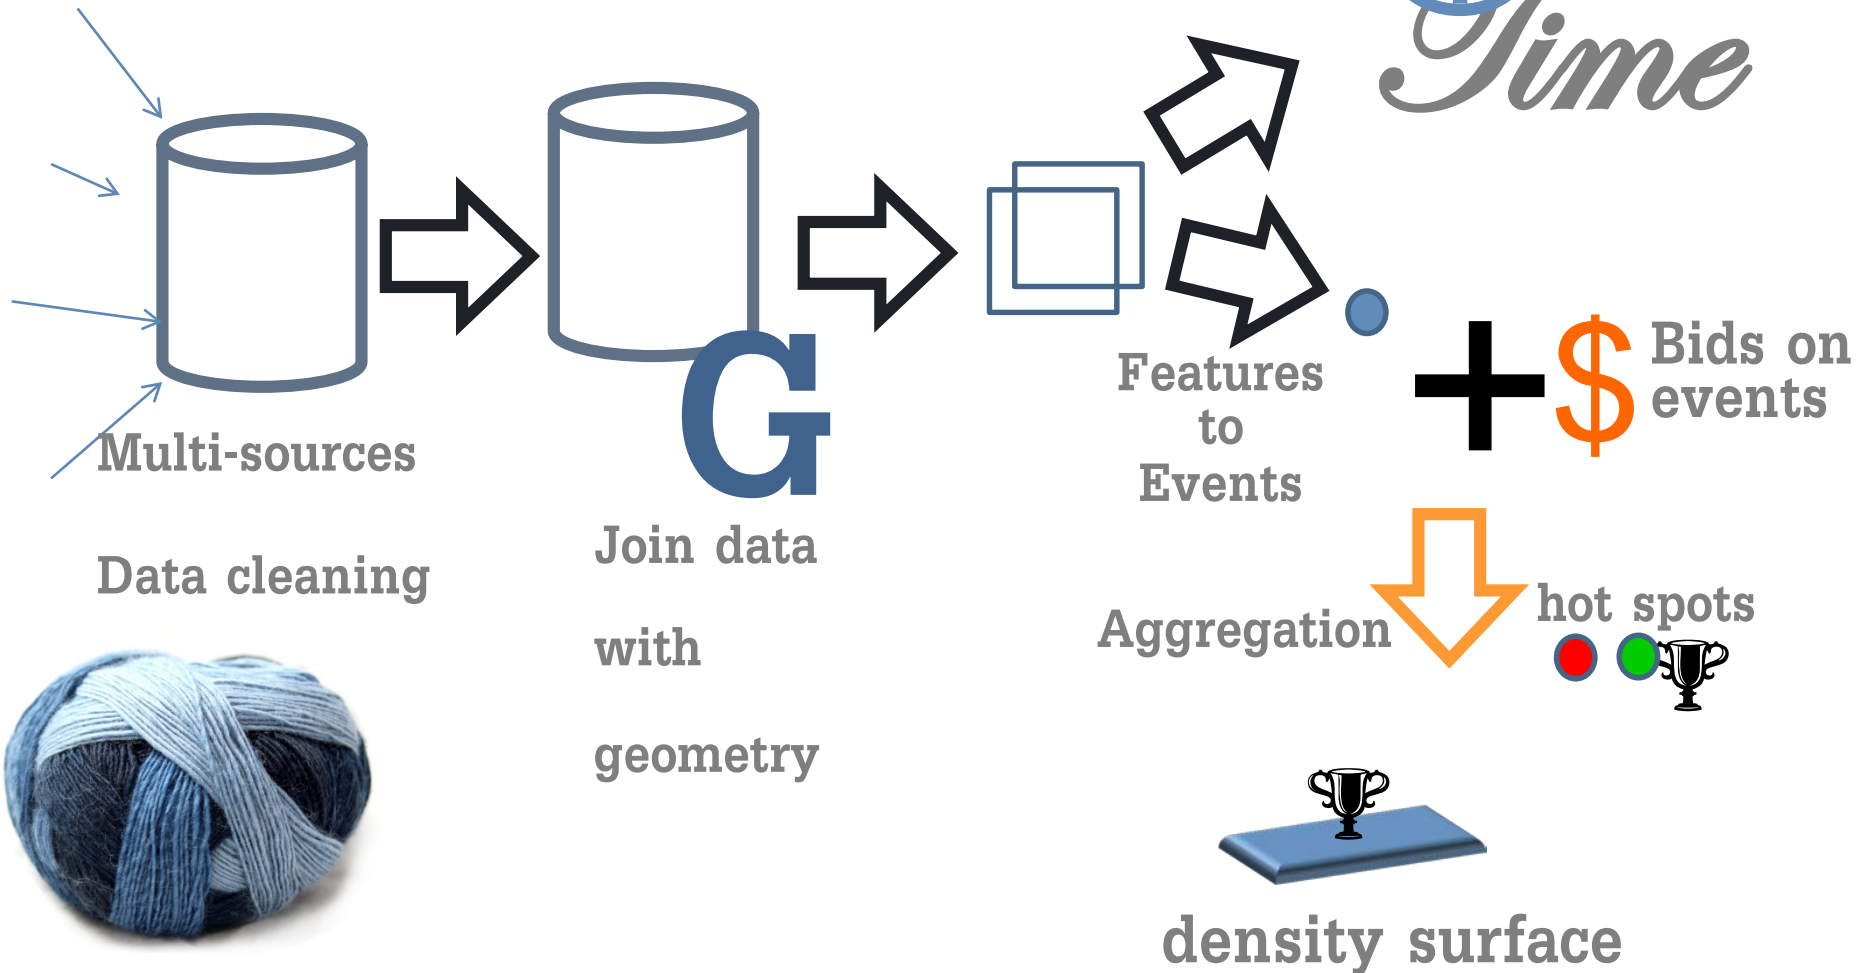 Time
Multi-sources
Data cleaning
G
Join data
with
geometry
Features
to
Events
+
$
Bids on
events
Aggregation
hot spots
density surface